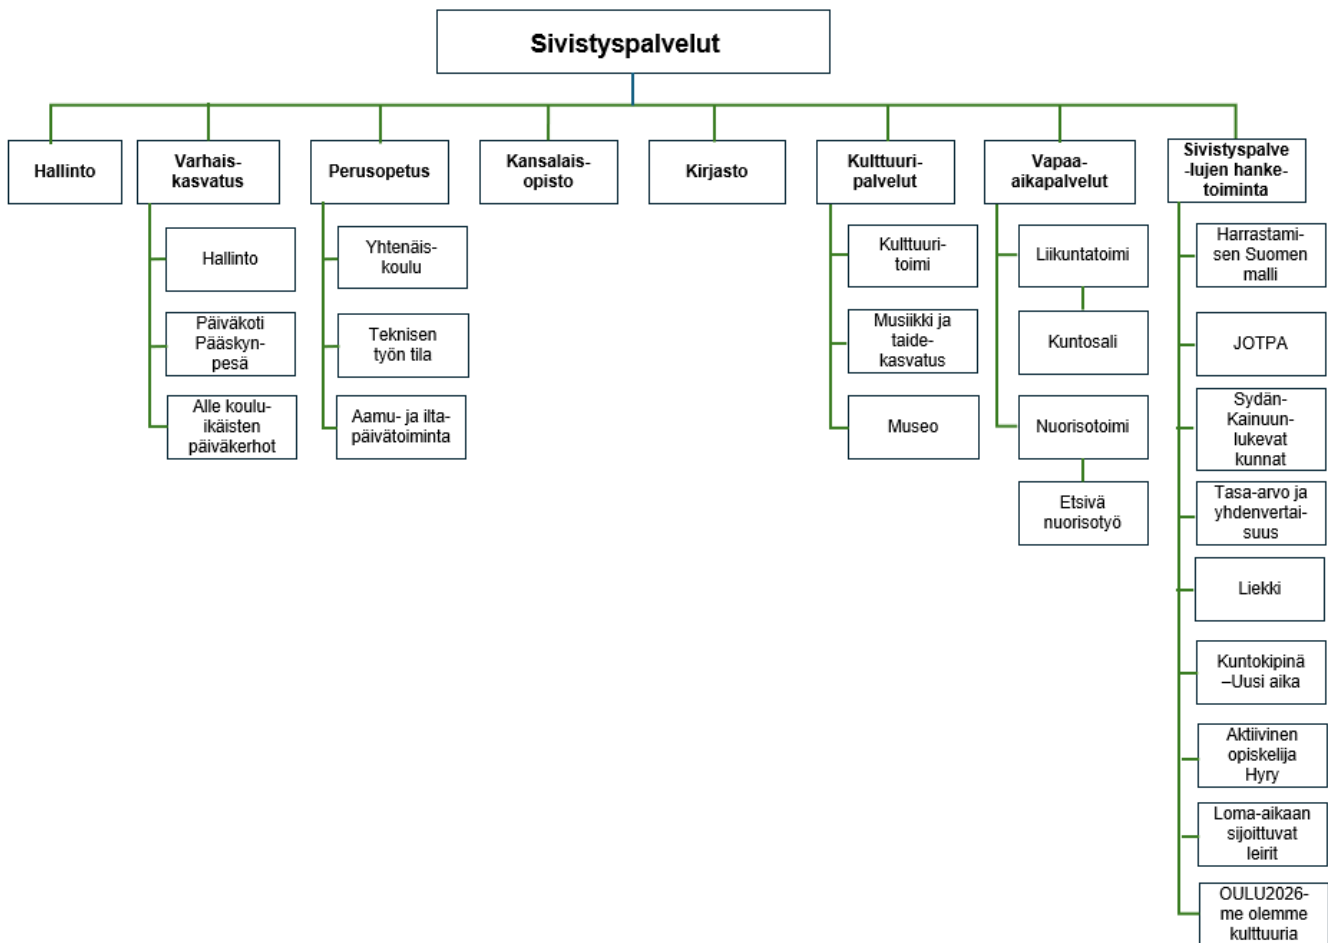 Sivistyspalvelut
Hallinto
Varhais-
kasvatus
Perusopetus
Kansalais-
opisto
Kirjasto
Kulttuuri-
palvelut
Vapaa-
aikapalvelut
Sivistyspalve
-lujen hanke-
toiminta
Hallinto
Päiväkoti
Pääskyn-
pesä
Alle koulu-
ikäisten
päiväkerhot
Yhtenäis-
koulu
Teknisen
työn tila
Aamu- ja ilta-
päivätoiminta
Kulttuuri-
toimi
Musiikki ja
taide-
kasvatus
Museo
Liikuntatoimi
Kuntosali
Nuorisotoimi
Etsivä
nuorisotyö
Harrastami-
sen Suomen
malli
JOTPA
Sydän-
Kainuun
lukevat
kunnat
Tasa-arvo ja
yhdenvertai-
suus
Liekki
Kuntokipinä
–Uusi aika
Aktiivinen
opiskelija
Hyry
Loma-aikaan
sijoittuvat
leirit
OULU2026-
me olemme
kulttuuria